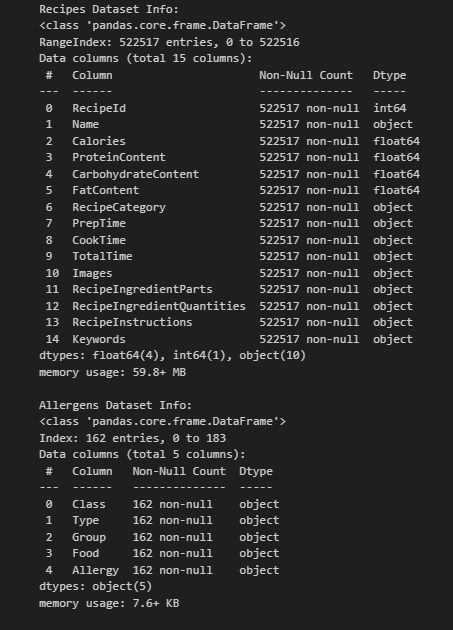 Recipes Dataset Info:
<class 'pandas.core.frame.DataFrame'>
RangeIndex: 522517 entries, 0 to 522516
Data columns (total 15 columns):
 #   Column                      Non-Null Count   Dtype
---  ------                      --------------   -----
 0   RecipeId                    522517 non-null  int64
 1   Name                        522517 non-null  object
 2   Calories                    522517 non-null  float64
 3   ProteinContent              522517 non-null  float64
 4   CarbohydrateContent         522517 non-null  float64
 5   FatContent                  522517 non-null  float64
 6   RecipeCategory              522517 non-null  object
 7   PrepTime                    522517 non-null  object
 8   CookTime                    522517 non-null  object
 9   TotalTime                   522517 non-null  object
 10  Images                      522517 non-null  object
 11  RecipeIngredientParts       522517 non-null  object
 12  RecipeIngredientQuantities  522517 non-null  object
 13  RecipeInstructions          522517 non-null  object
 14  Keywords                    522517 non-null  object
dtypes: float64(4), int64(1), object(10)
memory usage: 59.8+ MB

Allergens Dataset Info:
<class 'pandas.core.frame.DataFrame'>
Index: 162 entries, 0 to 183
Data columns (total 5 columns):
 #   Column   Non-Null Count  Dtype
---  ------   --------------  -----
 0   Class    162 non-null    object
 1   Type     162 non-null    object
 2   Group    162 non-null    object
 3   Food     162 non-null    object
 4   Allergy  162 non-null    object
dtypes: object(5)
memory usage: 7.6+ KB